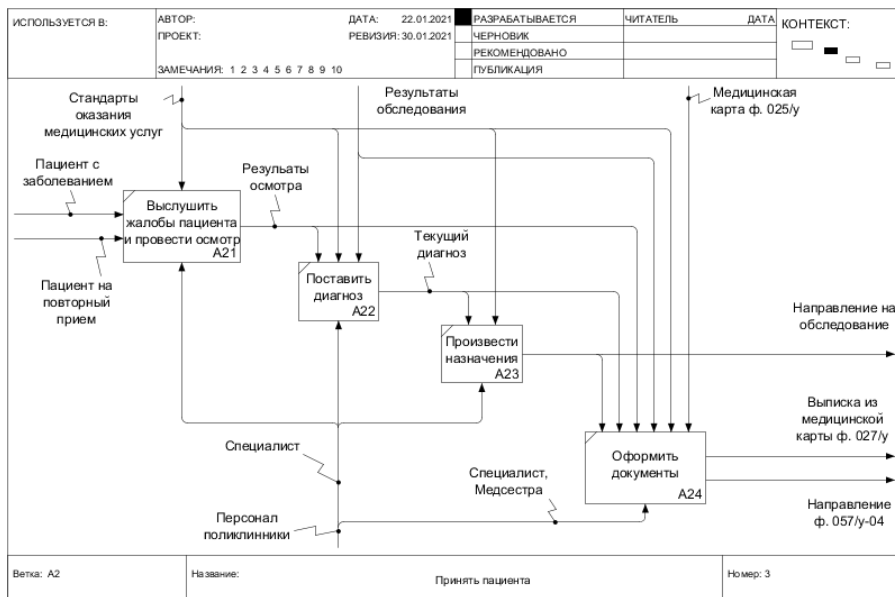 ИСПОЛЬЗУЕТСЯ В:
АВТОР:
ДАТА: 22.01.2021
ПРОЕКТ:
РЕВИЗИЯ: 30.01.2021
ЗАМЕЧАНИЯ: 1 2 3 4 5 6 7 8 9 10
РАЗРАБАТЫВАЕТСЯ
ЧЕРНОВИК
РЕКОМЕНДОВАНО
ПУБЛИКАЦИЯ
ЧИТАТЕЛЬ
ДАТА
КОНТЕКСТ:
Стандарты
оказания
медицинских услуг
Результаты
обследования
Медицинская
карта ф. 025/у
Пациент с
заболеванием
Резульаты
осмотра
Выслушить
жалобы пациента
и провести осмотр
A21
Пациент на
повторный
прием
Текущий
диагноз
Поставить
диагноз
A22
Направление на
обследование
Произвести
назначения
A23
Выписка из
медицинской
карты ф. 027/у
Специалист
Оформить
документы
A24
Специалист,
Медсестра
Персонал
поликлинники
Направление
ф. 057/у-04
Ветка: A2
Название:
Принять пациента
Номер: 3